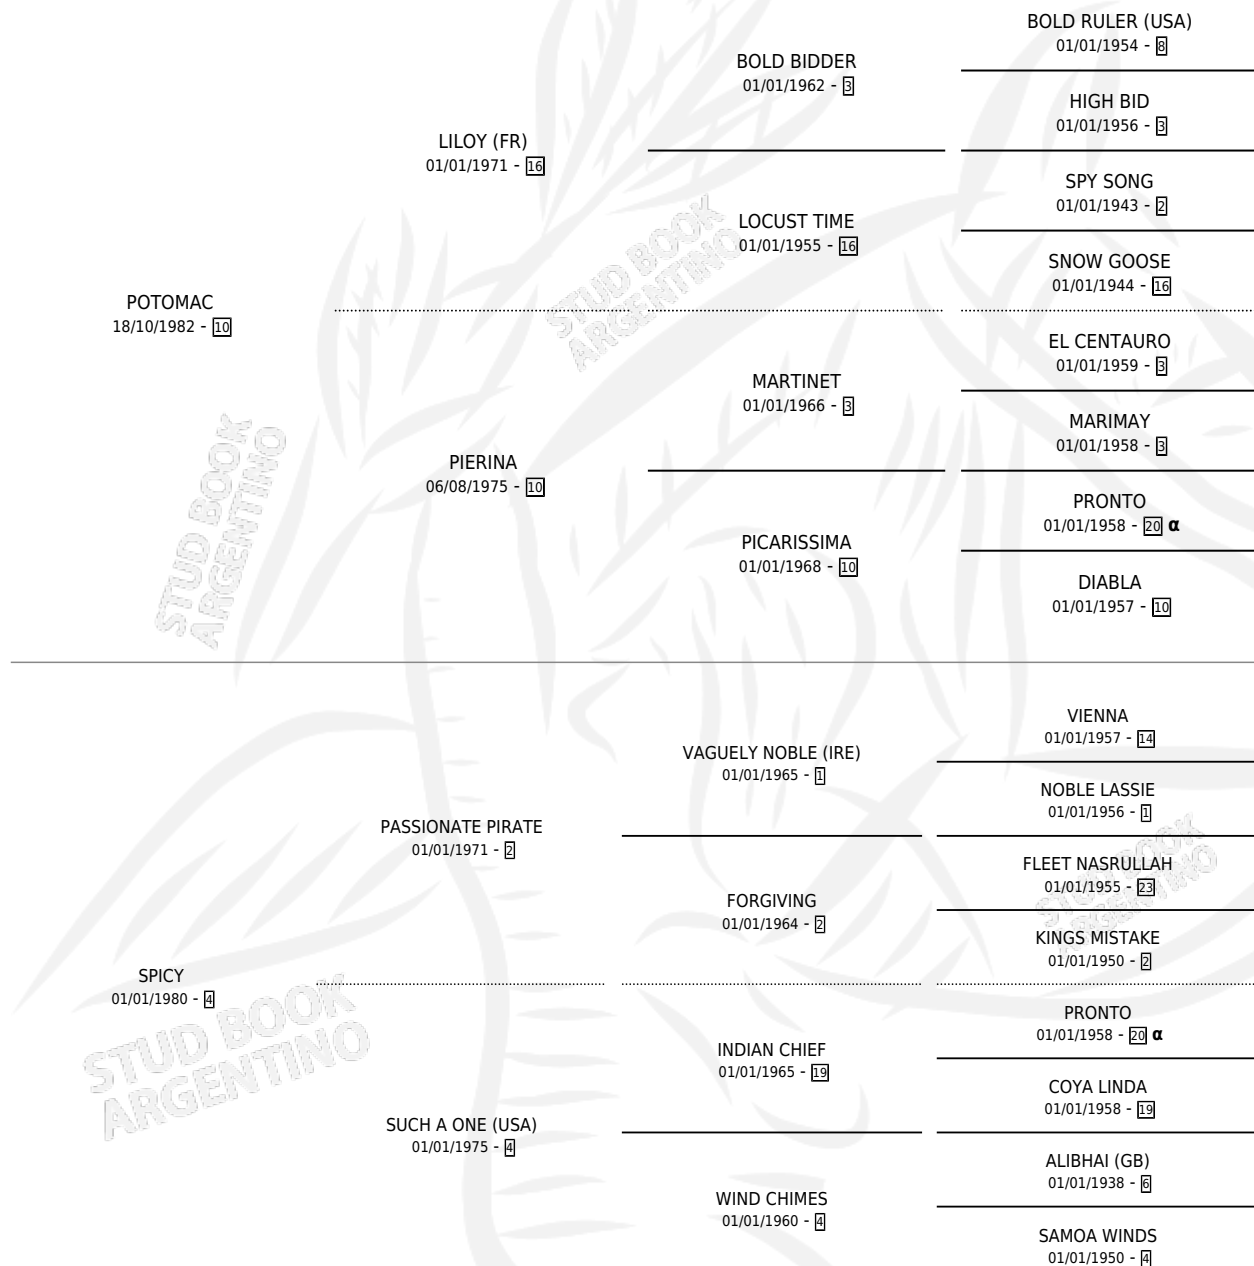 BOLD RULER (USA)
01/01/1954 - 8
BOLD BIDDER
01/01/1962 - 3
HIGH BID
01/01/1956 - 3
LILOY (FR)
01/01/1971 - 16
SPY SONG
01/01/1943 - 2
LOCUST TIME
01/01/1955 - 16
SNOW GOOSE
01/01/1944 - 16
POTOMAC
18/10/1982 - 10
EL CENTAURO
01/01/1959 - 3
MARTINET
01/01/1966 - 3
MARIMAY
01/01/1958 - 3
PIERINA
06/08/1975 - 10
PRONTO
01/01/1958 - 20 α
PICARISSIMA
01/01/1968 - 10
DIABLA
01/01/1957 - 10
VIENNA
01/01/1957 - 14
VAGUELY NOBLE (IRE)
01/01/1965 - 1
NOBLE LASSIE
01/01/1956 - 1
PASSIONATE PIRATE
01/01/1971 - 2
FLEET NASRULLAH
01/01/1955 - 23
FORGIVING
01/01/1964 - 2
KINGS MISTAKE
01/01/1950 - 2
SPICY
01/01/1980 - 4
PRONTO
01/01/1958 - 20 α
INDIAN CHIEF
01/01/1965 - 19
COYA LINDA
01/01/1958 - 19
SUCH A ONE (USA)
01/01/1975 - 4
ALIBHAI (GB)
01/01/1938 - 6
WIND CHIMES
01/01/1960 - 4
SAMOA WINDS
01/01/1950 - 4
STUD BOOK
ARGENTINO
STUD BOOK
ARGENTINO
STUD BOOK
ARGENTINO
STUD BOOK
ARGENTINO